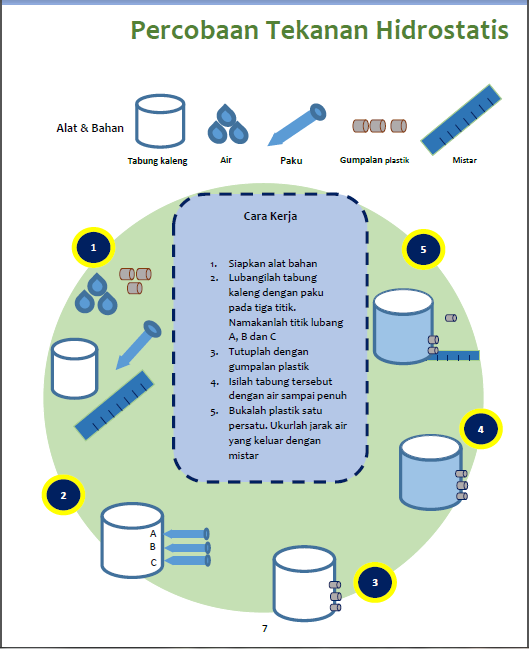 Percobaan Tekanan Hidrostatis
Alat & Bahan
Tabung kaleng
Air
Paku
Gumpalan plastik
Mistar
Cara Kerja
1. Siapkan alat bahan
2. Lubangilah tabung
kaleng dengan paku
pada tiga titik.
Namakanlah titik lubang
A, B dan C
3. Tutuplah dengan
gumpalan plastik
4. Isilah tabung tersebut
dengan air sampai penuh
5. Bukalah plastik satu
persatu. Ukurlah jarak air
yang keluar dengan
mistar
1
2
A
B
C
3
4
5
7